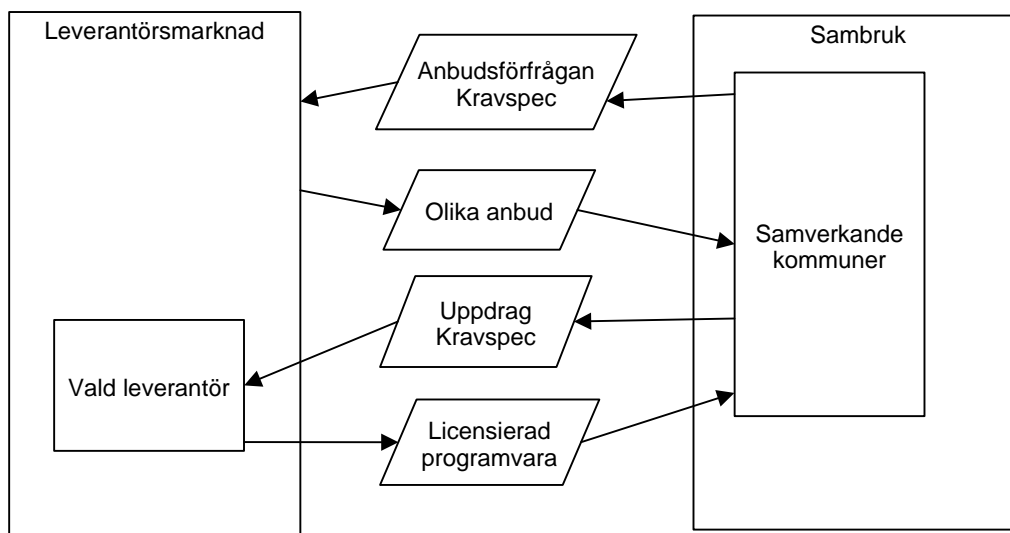 Leverantörsmarknad
Sambruk
Anbudsförfrågan
Kravspec
Olika anbud
Samverkande
kommuner
Uppdrag
Kravspec
Vald leverantör
Licensierad
programvara